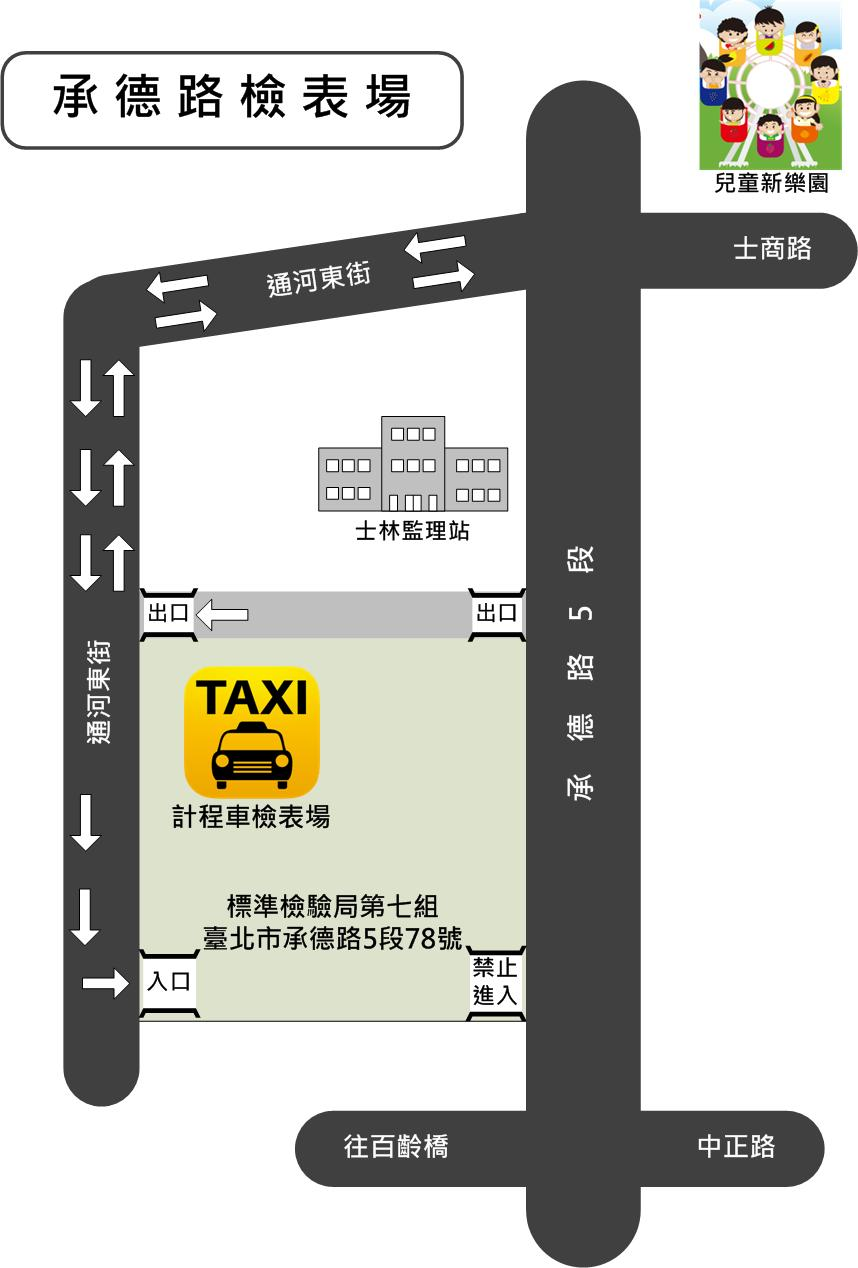 承德路檢表場
兒童新樂園
士商路
通河東街
士林監理站
出口
出口
承德路5段
通河東街
TAXI
計程車檢表場
標準檢驗局第七組
臺北市承德路5段78號
入口
禁止
進入
往百齡橋
中正路